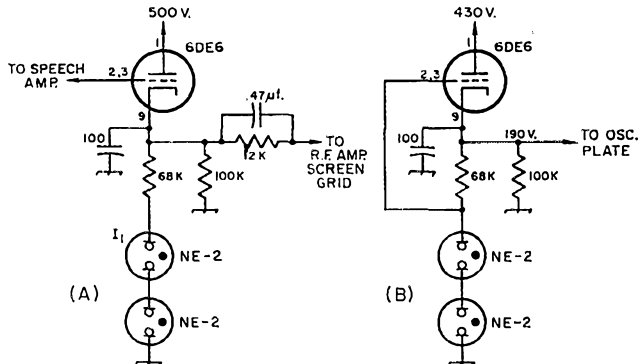 500 V.
1
6DE6
2,3
TO SPEECH
AMP.
9
.47µf.
100
12K
TO
R.F. AMP.
SCREEN
GRID
68K
100K
I1
NE-2
(A)
NE-2
430 V.
1
6DE6
2,3
9
100
190 V.
TO OSC.
PLATE
68K
100K
NE-2
(B)
NE-2